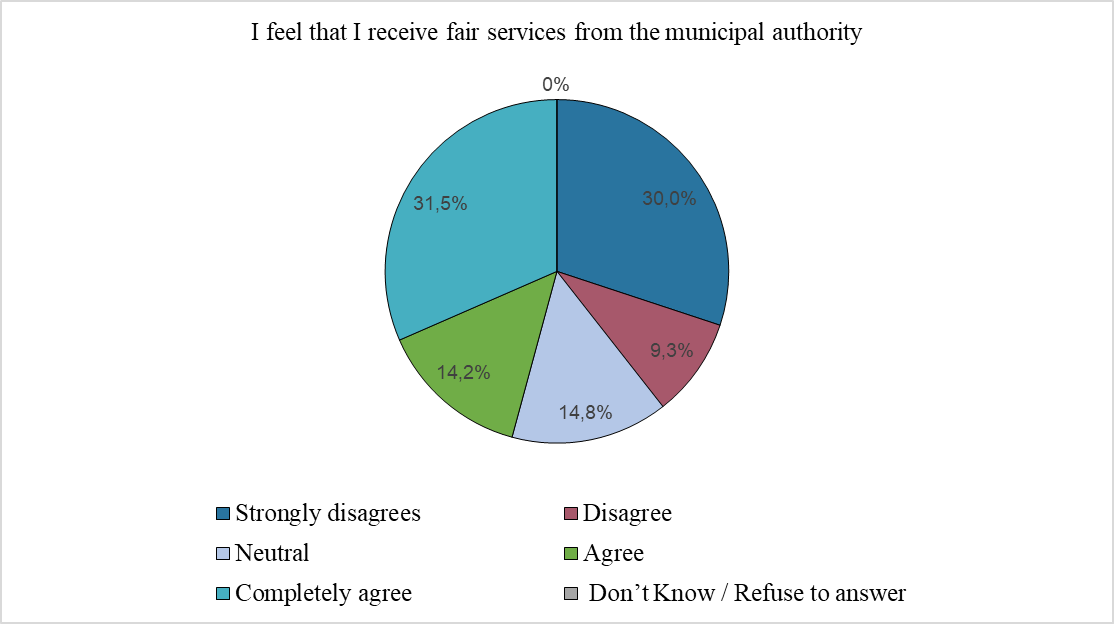 I feel that I receive fair services from the municipal authority
0%
31,5%
30,0%
9,3%
14,2%
14,8%
Strongly disagrees
Disagree
Neutral
Agree
Completely agree
Don’t Know / Refuse to answer